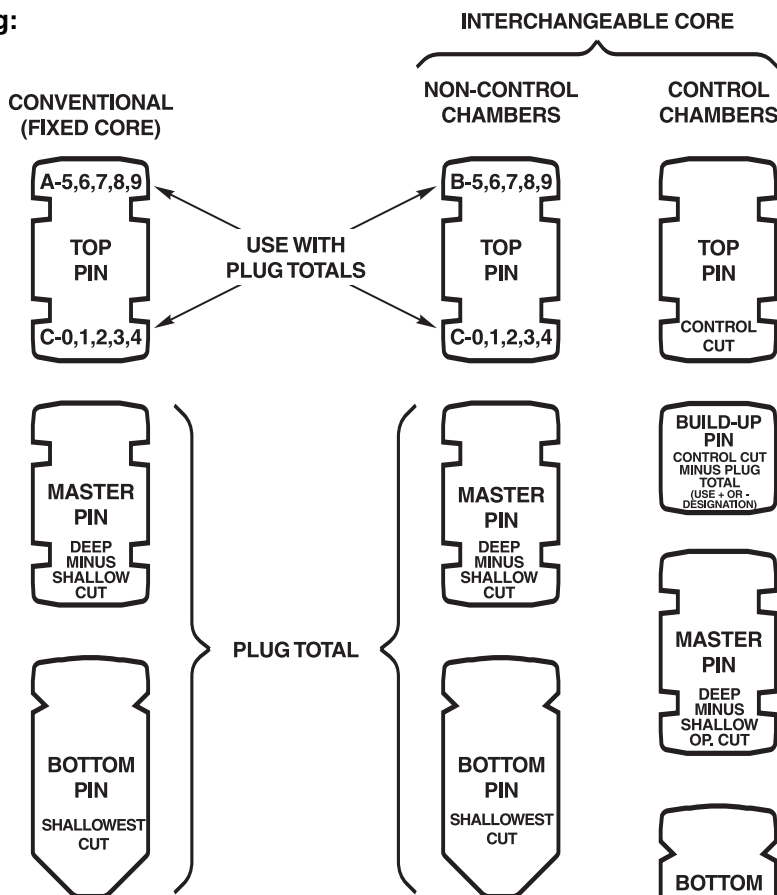 g:
INTERCHANGEABLE CORE
CONVENTIONAL
(FIXED CORE)
NON-CONTROL
CHAMBERS
CONTROL
CHAMBERS
A-5,6,7,8,9
TOP
PIN
C-0,1,2,3,4
USE WITH
PLUG TOTALS
B-5,6,7,8,9
TOP
PIN
C-0,1,2,3,4
TOP
PIN
CONTROL
CUT
MASTER
PIN
DEEP
MINUS
SHALLOW
CUT
MASTER
PIN
DEEP
MINUS
SHALLOW
CUT
BUILD-UP
PIN
CONTROL CUT
MINUS PLUG
TOTAL
(USE + OR -
DESIGNATION)
MASTER
PIN
DEEP
MINUS
SHALLOW
OP. CUT
PLUG TOTAL
BOTTOM
PIN
SHALLOWEST
CUT
BOTTOM
PIN
SHALLOWEST
CUT
BOTTOM